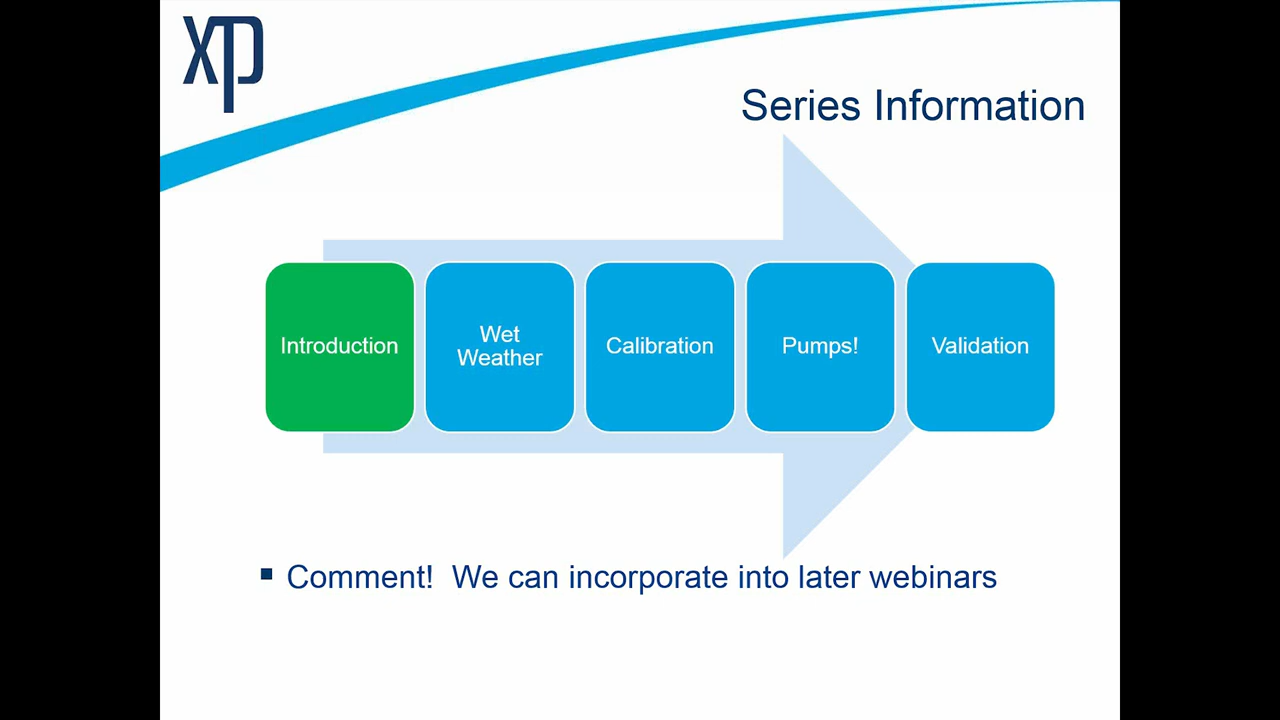 xp
Series Information
Introduction
Wet
Weather
Calibration
Pumps!
Validation
Comment!  We can incorporate into later webinars